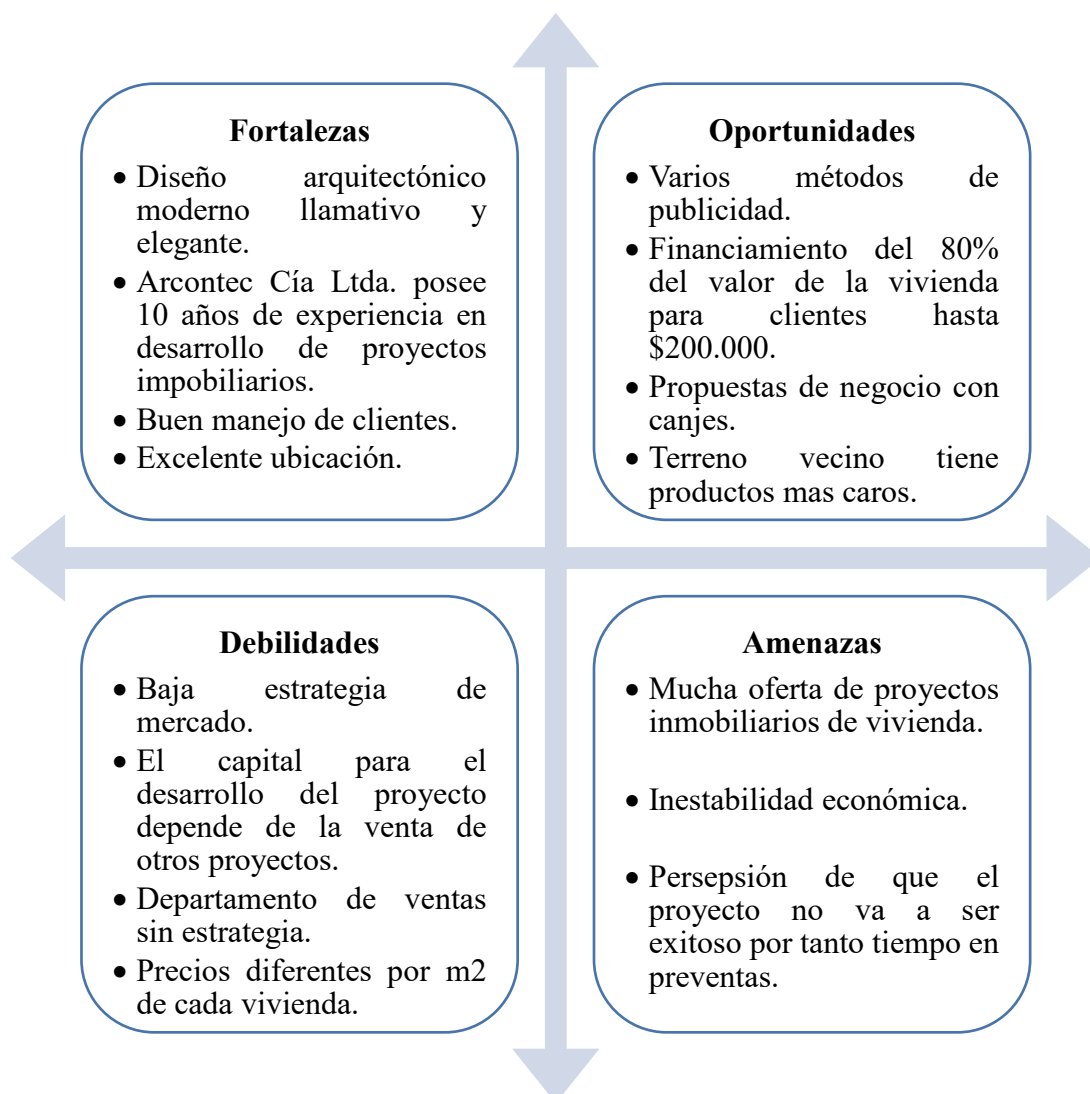 Fortalezas
• Diseño arquitectónico
moderno llamativo y
elegante.
• Arcontec Cía Ltda. posee
10 años de experiencia en
desarrollo de proyectos
impobiliarios.
• Buen manejo de clientes.
• Excelente ubicación.
Oportunidades
• Varios métodos de
publicidad.
• Financiamiento del 80%
del valor de la vivienda
para clientes hasta
$200.000.
• Propuestas de negocio con
canjes.
• Terreno vecino tiene
productos mas caros.
Debilidades
• Baja estrategia de
mercado.
• El capital para el
desarrollo del proyecto
depende de la venta de
otros proyectos.
• Departamento de ventas
sin estrategia.
• Precios diferentes por m2
de cada vivienda.
Amenazas
• Mucha oferta de proyectos
inmobiliarios de vivienda.
• Inestabilidad económica.
• Persepsión de que el
proyecto no va a ser
exitoso por tanto tiempo en
preventas.